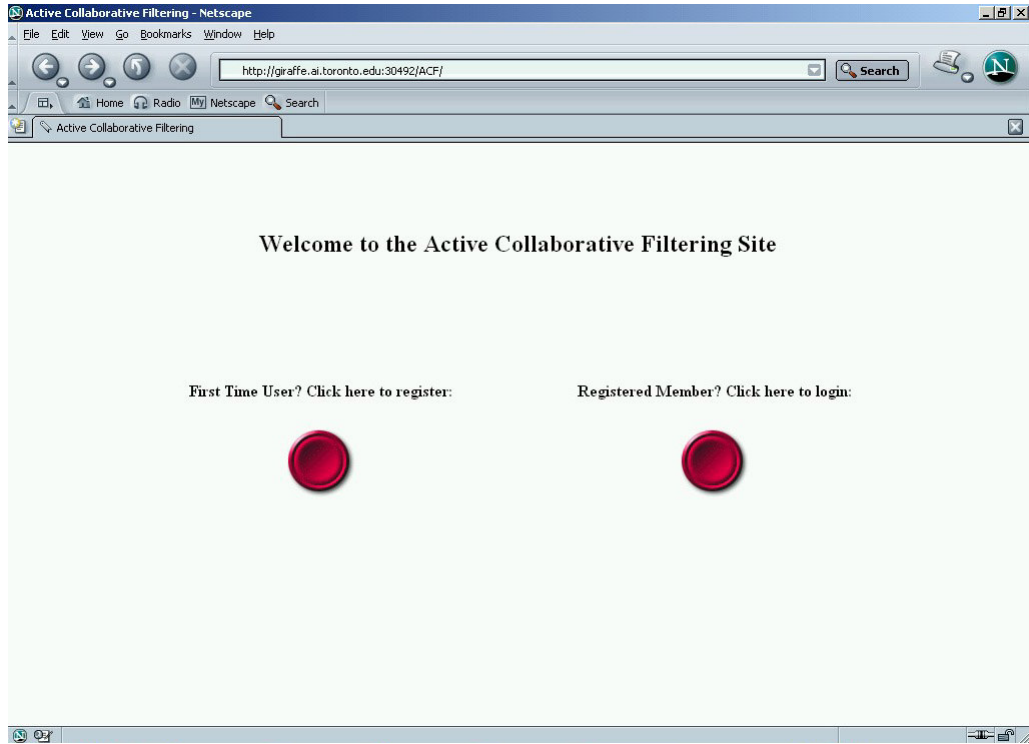 Active Collaborative Filtering - Netscape
File Edit View Go Bookmarks Window Help
http://giraffe.ai.toronto.edu:30492/ACF/
Search
N
Home Radio My Netscape Search
Active Collaborative Filtering
Welcome to the Active Collaborative Filtering Site
First Time User? Click here to register:
Registered Member? Click here to login: